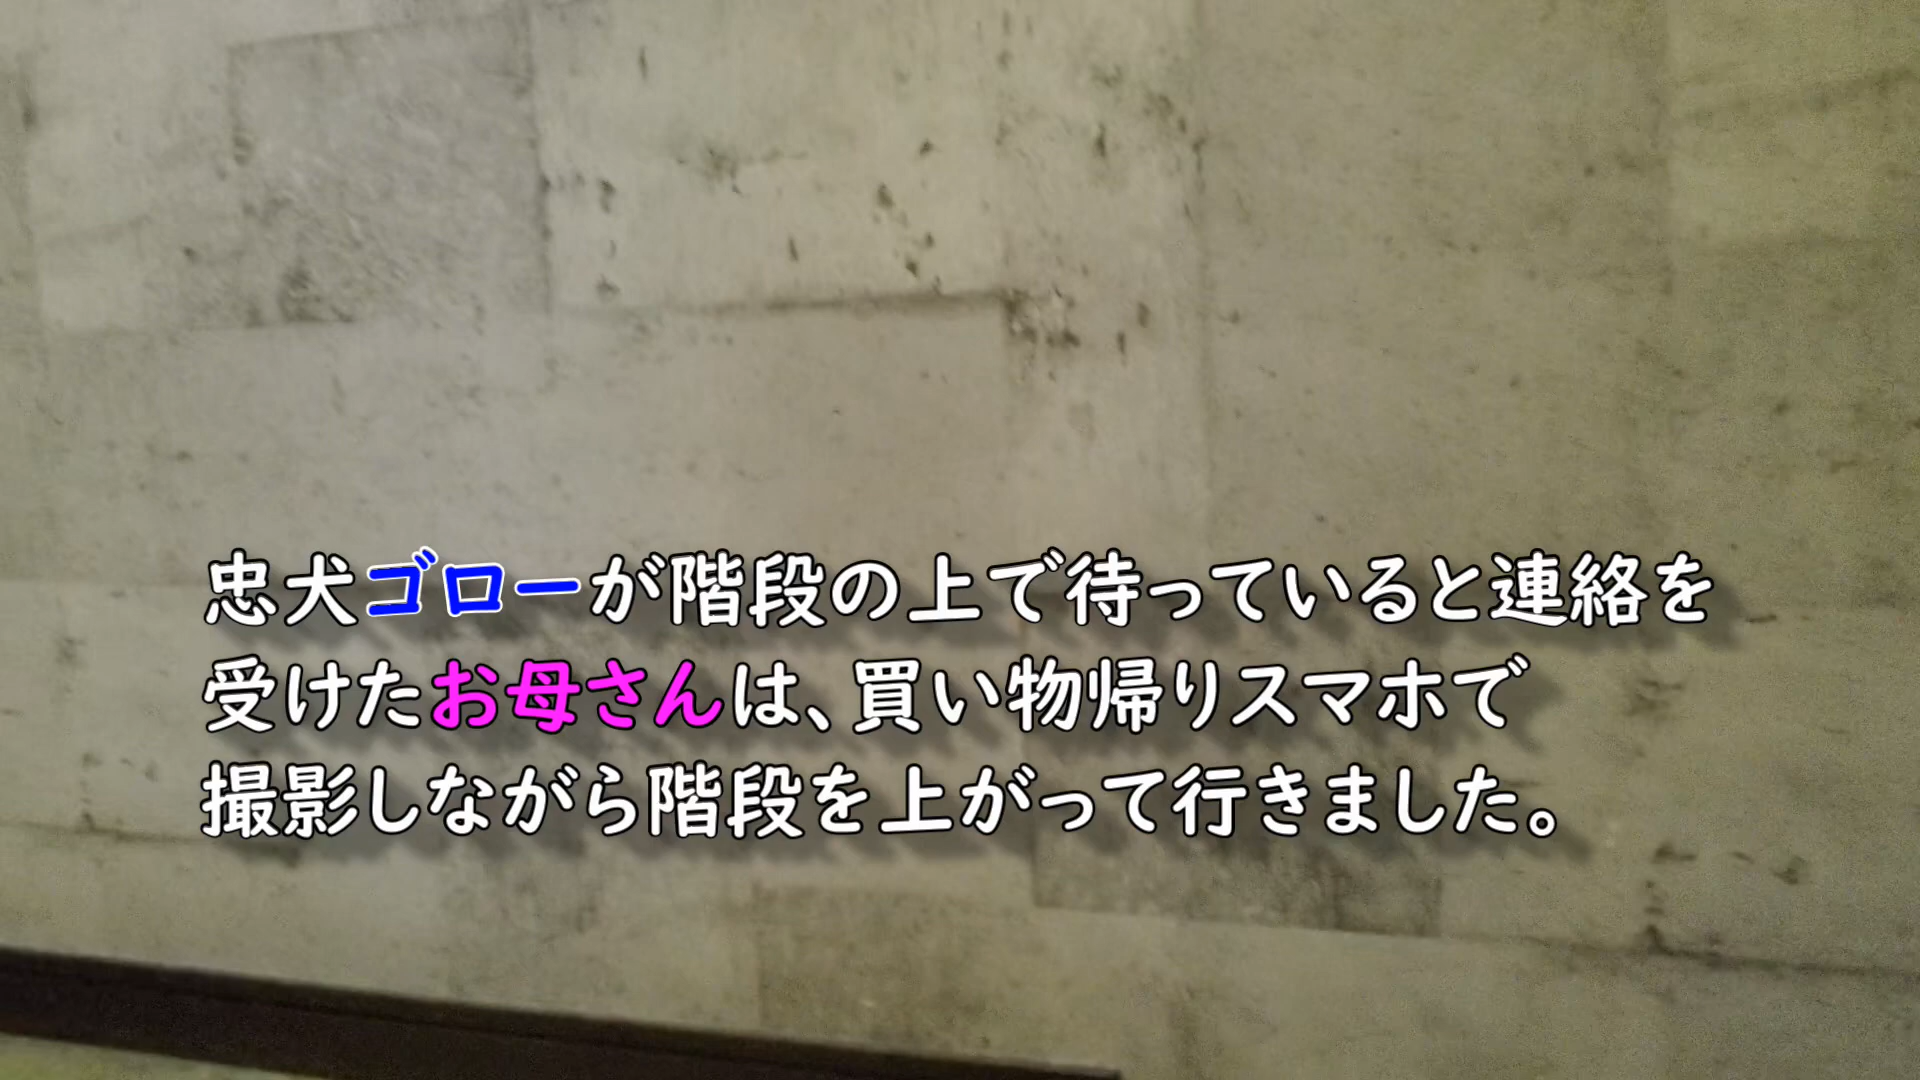 忠犬ゴローが階段の上で待っていると連絡を
受けたお母さんは、買い物帰りスマホで
撮影しながら階段を上がって行きました。